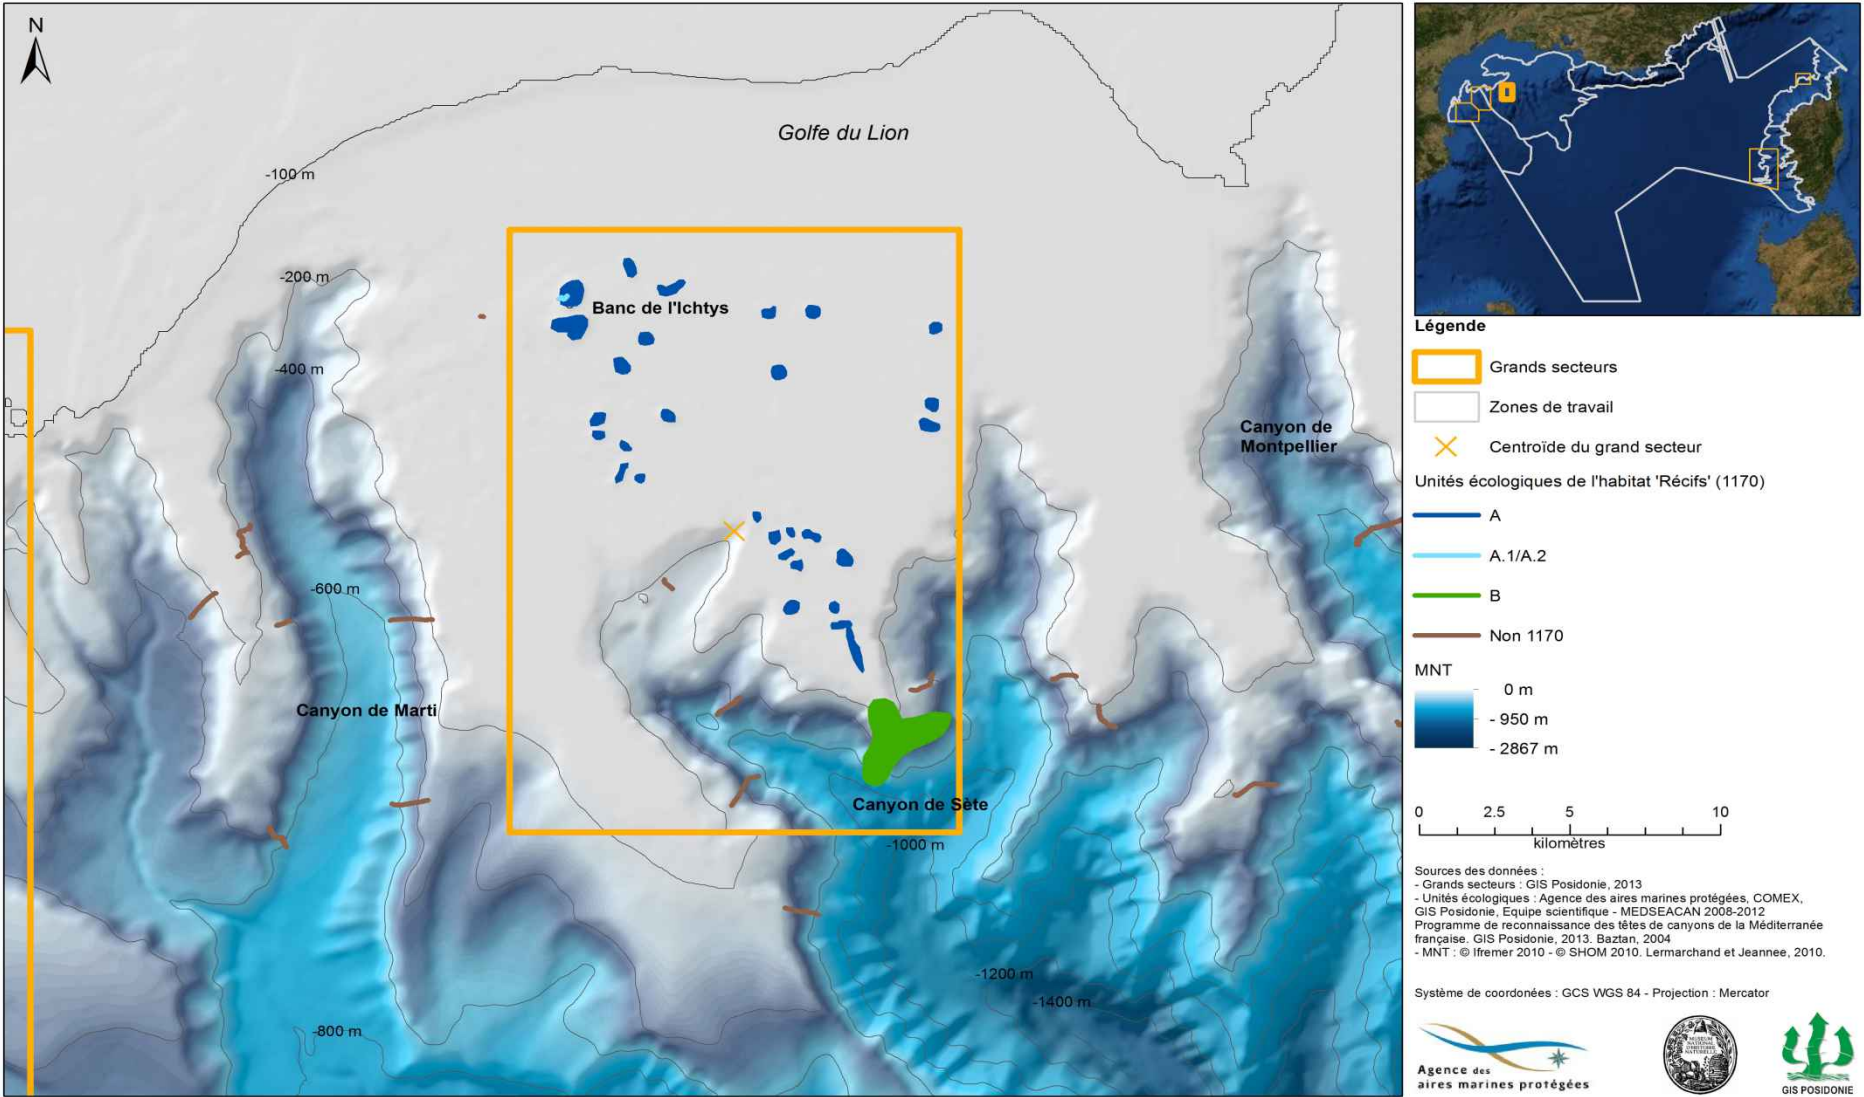 N
Golfe du Lion
-100 m
-200 m
Banc de l'Ichtys
-400 m
Canyon de
Montpellier
-600 m
Canyon de Marti
Canyon de Sète
-1000 m
-1200 m
-1400 m
-800 m
Légende
Grands secteurs
Zones de travail
Centroïde du grand secteur
Unités écologiques de l'habitat 'Récifs' (1170)
A
A.1/A.2
B
Non 1170
MNT
0 m
- 950 m
- 2867 m
0 2.5 5 10
kilomètres
Sources des données :
- Grands secteurs : GIS Posidonie, 2013
- Unités écologiques : Agence des aires marines protégées, COMEX,
GIS Posidonie, Equipe scientifique - MEDSEACAN 2008-2012
Programme de reconnaissance des têtes de canyons de la Méditerranée
française. GIS Posidonie, 2013. Baztan, 2004
- MNT : © Ifremer 2010 - © SHOM 2010. Lermarchand et Jeannee, 2010.
Système de coordonées : GCS WGS 84 - Projection : Mercator
Agence des
aires marines protégées
MUSEUM
NATIONAL
D'HISTOIRE
NATURELLE
GIS POSIDONIE